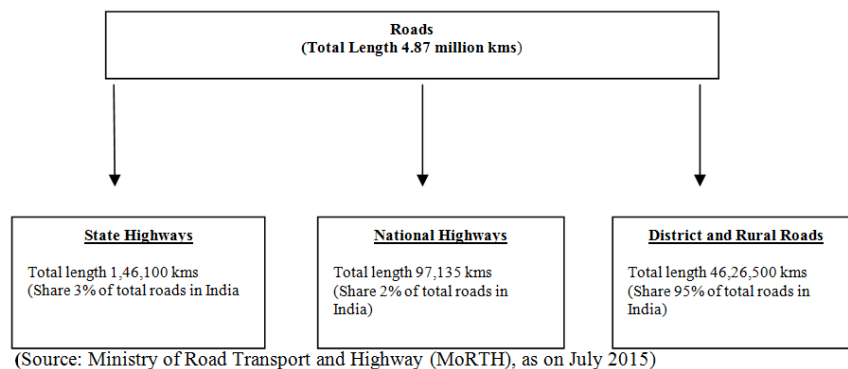 Roads
(Total Length 4.87 million kms)
State Highways
Total length 1,46,100 kms
(Share 3% of total roads in India
National Highways
Total length 97,135 kms
(Share 2% of total roads in
India)
District and Rural Roads
Total length 46,26,500 kms
(Share 95% of total roads in
India)
(Source: Ministry of Road Transport and Highway (MoRTH), as on July 2015)